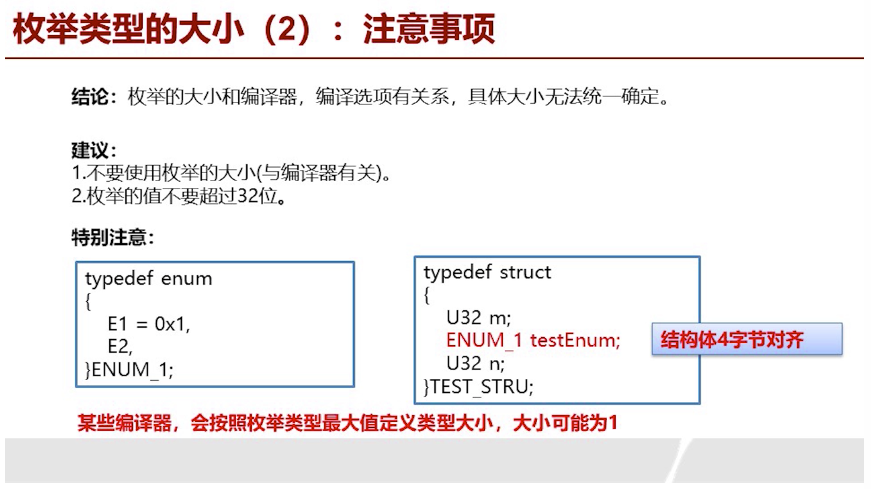 枚举类型的大小（2）：注意事项
结论：枚举的大小和编译器，编译选项有关系，具体大小无法统一确定。
建议：
1.不要使用枚举的大小(与编译器有关)。
2.枚举的值不要超过32位。
特别注意：
typedef enum
{
E1 = 0x1,
E2,
}ENUM_1;
typedef struct
{
U32 m;
ENUM_1 testEnum;
U32 n;
}TEST_STRU;
结构体4字节对齐
某些编译器，会按照枚举类型最大值定义类型大小，大小可能为1